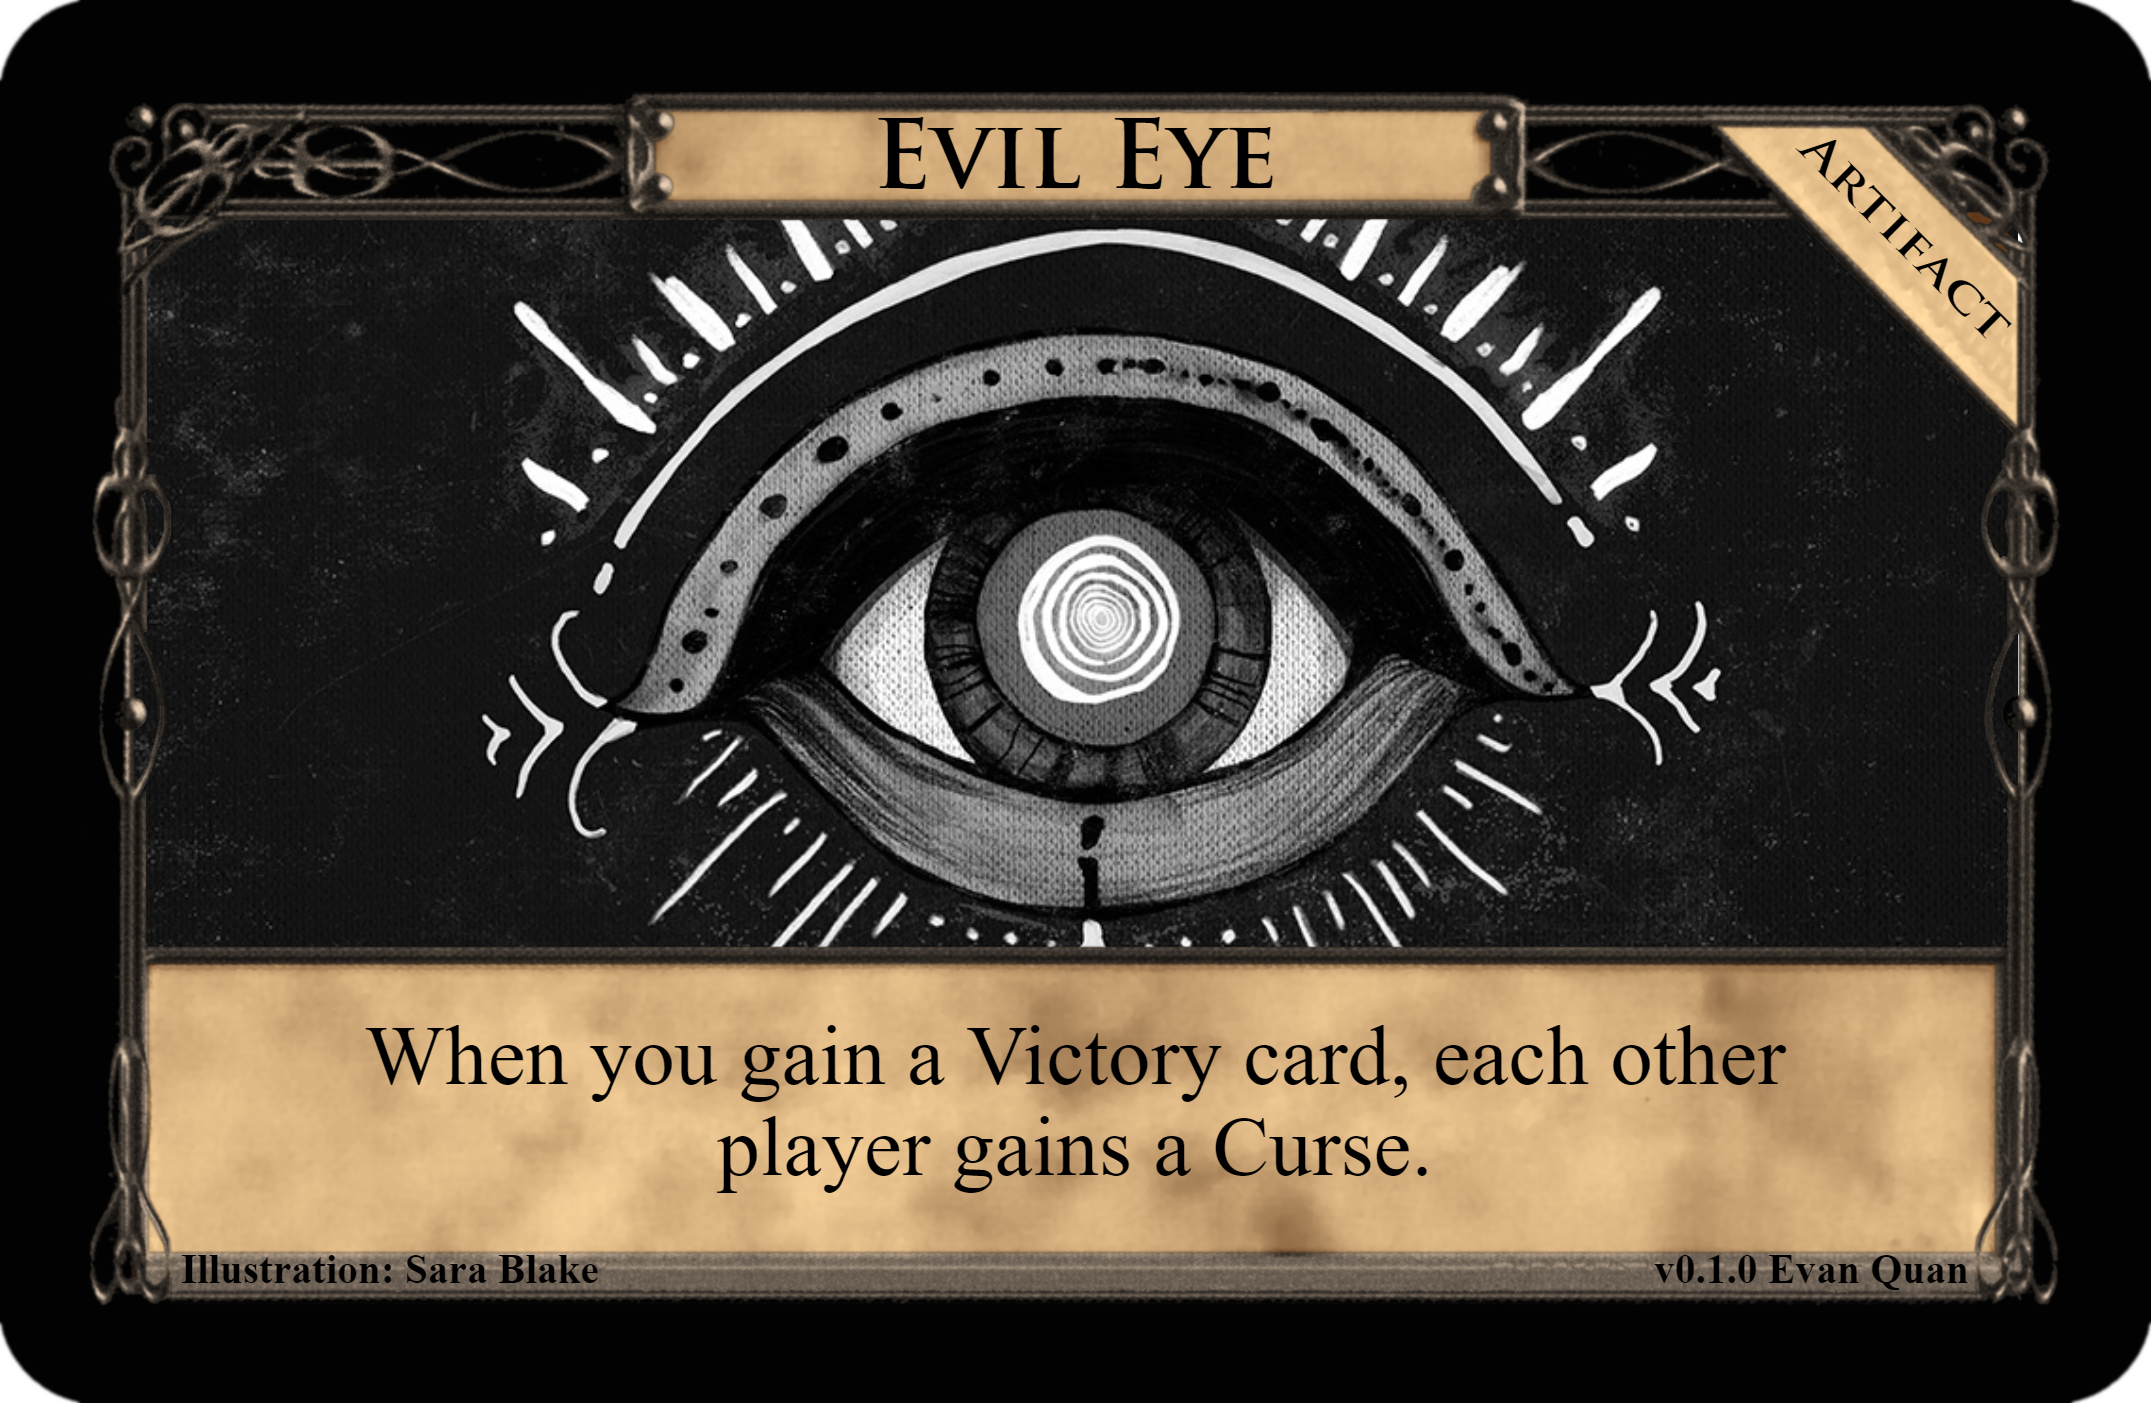 Evil Eye
Artifact
When you gain a Victory card, each other
player gains a Curse.
Illustration: Sara Blake
v0.1.0 Evan Quan